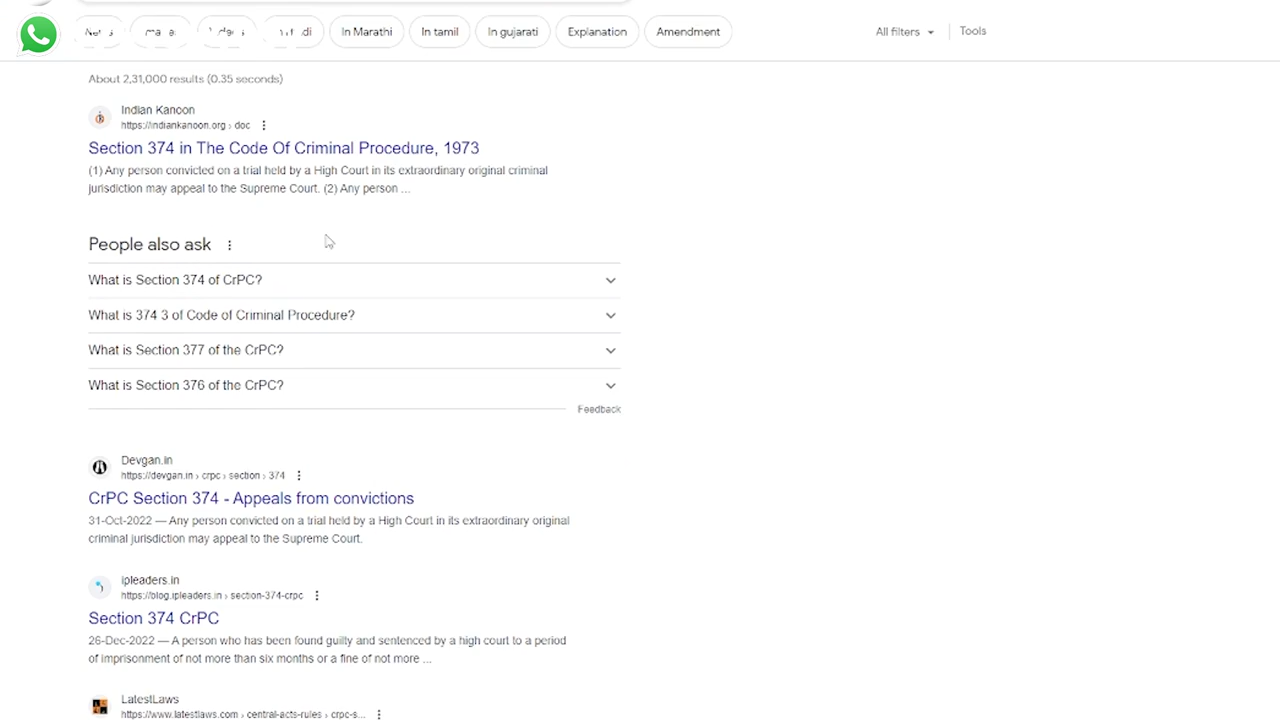 In Marathi
In tamil
In gujarati
Explanation
Amendment
All filters
Tools
About 2,31,000 results (0.35 seconds)
Indian Kanoon
https://indiankanoon.org › doc
Section 374 in The Code Of Criminal Procedure, 1973
(1) Any person convicted on a trial held by a High Court in its extraordinary original criminal
jurisdiction may appeal to the Supreme Court. (2) Any person ...
People also ask
What is Section 374 of CrPC?
What is 374 3 of Code of Criminal Procedure?
What is Section 377 of the CrPC?
What is Section 376 of the CrPC?
Feedback
Devgan.in
https://devgan.in › crpc › section › 374
CrPC Section 374 - Appeals from convictions
31-Oct-2022 — Any person convicted on a trial held by a High Court in its extraordinary original
criminal jurisdiction may appeal to the Supreme Court.
ipleaders.in
https://blog.ipleaders.in › section-374-crpc
Section 374 CrPC
26-Dec-2022 — A person who has been found guilty and sentenced by a high court to a period
of imprisonment of not more than six months or a fine of not more ...
LatestLaws
https://www.latestlaws.com › central-acts-rules › crpc-s...